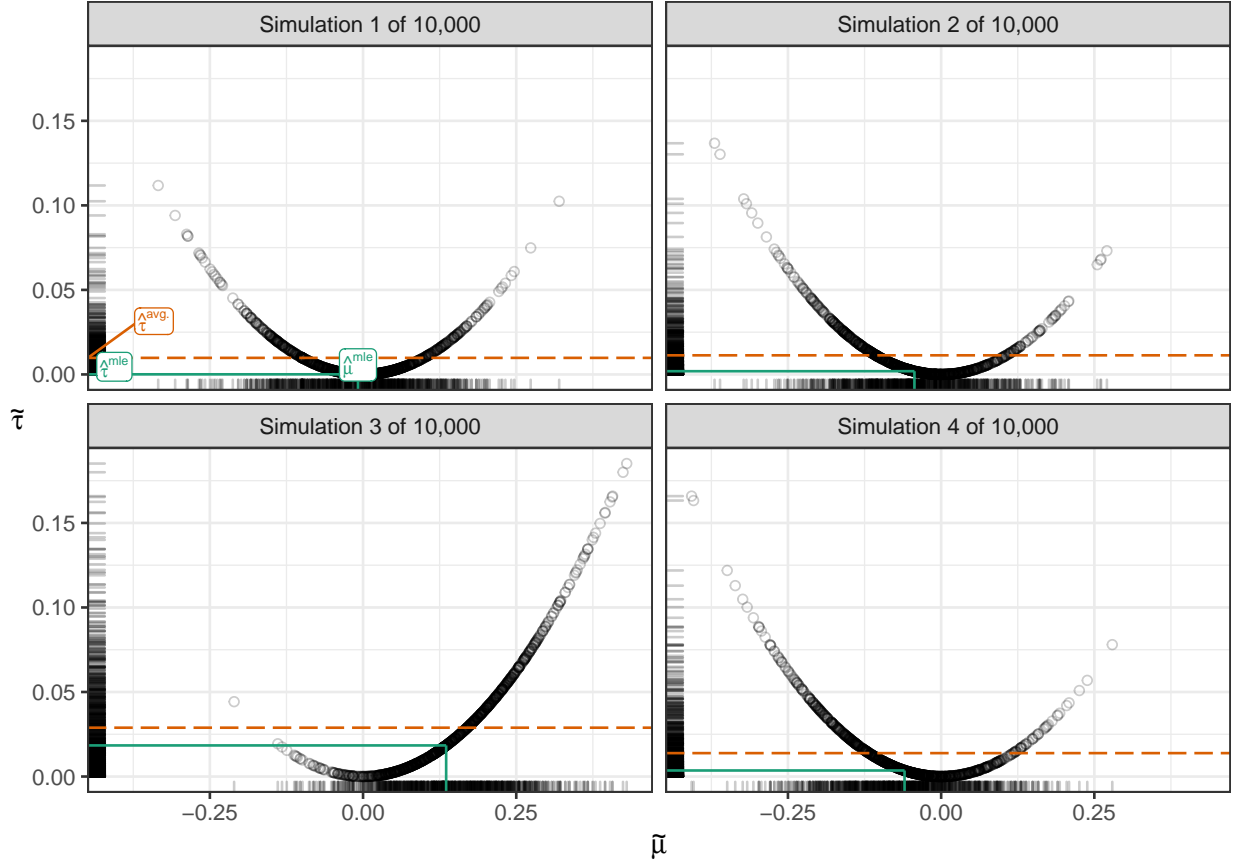 Simulation 1 of 10,000
Simulation 2 of 10,000
0.15
0.10
0.05
0.00
τ̂ᵃᵛᵍ·
τ̂ᵐˡᵉ
μ̂ᵐˡᵉ
τ̃
Simulation 3 of 10,000
Simulation 4 of 10,000
0.15
0.10
0.05
0.00
−0.25 0.00 0.25
−0.25 0.00 0.25
μ̃